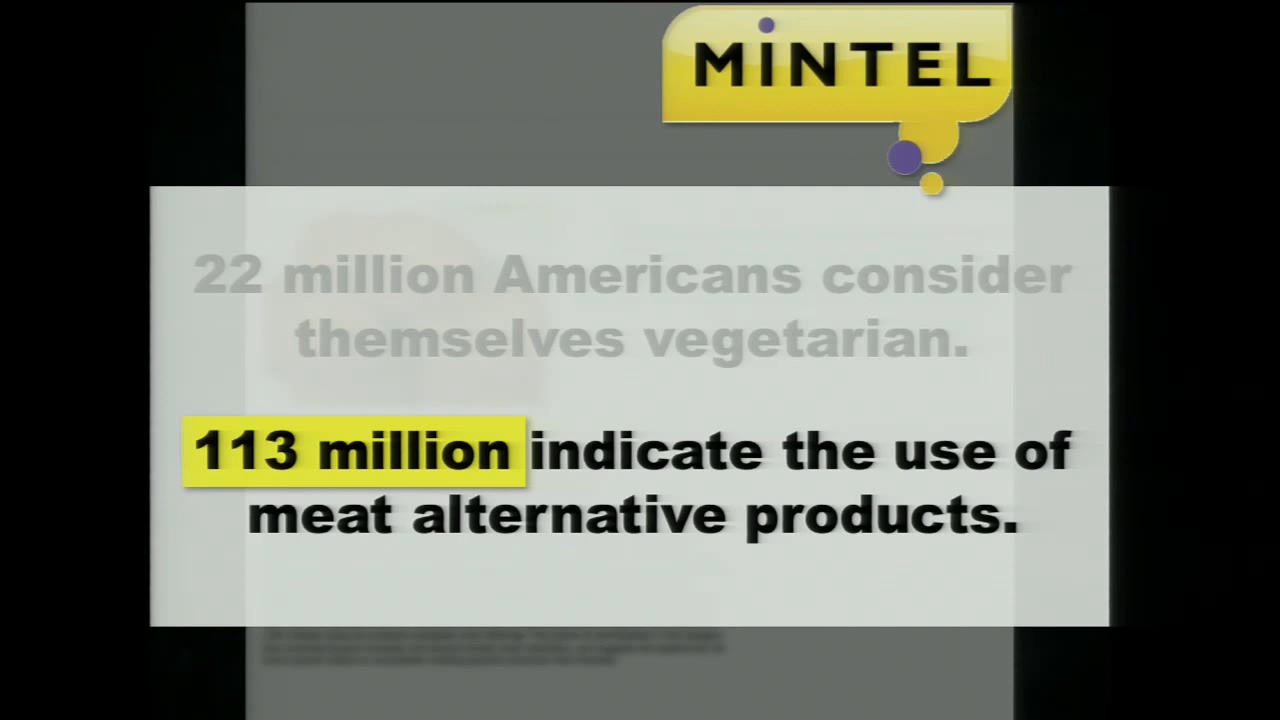 MINTEL
22 million Americans consider
themselves vegetarian.
113 million indicate the use of
meat alternative products.